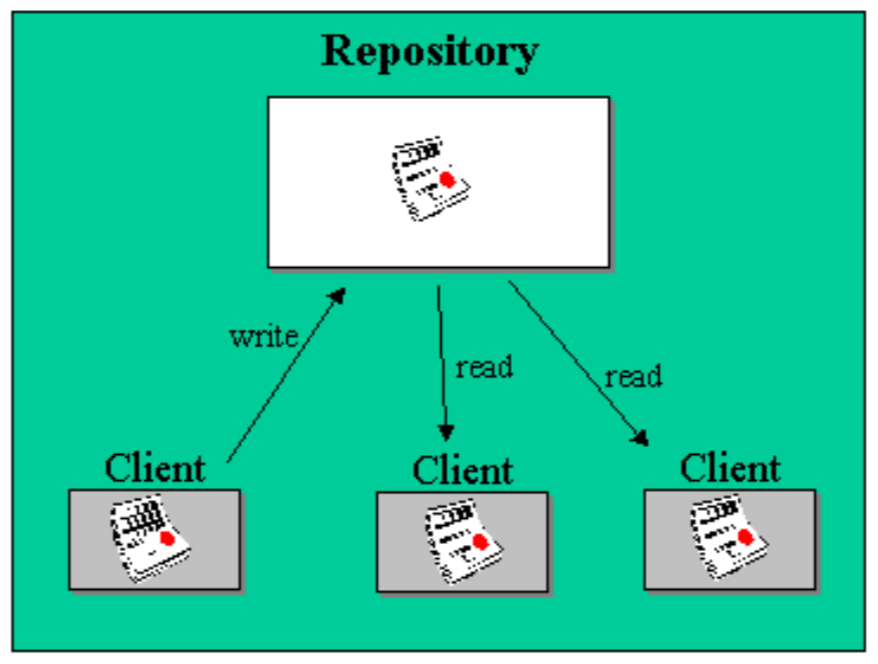 Repository
write
read
read
Client
Client
Client